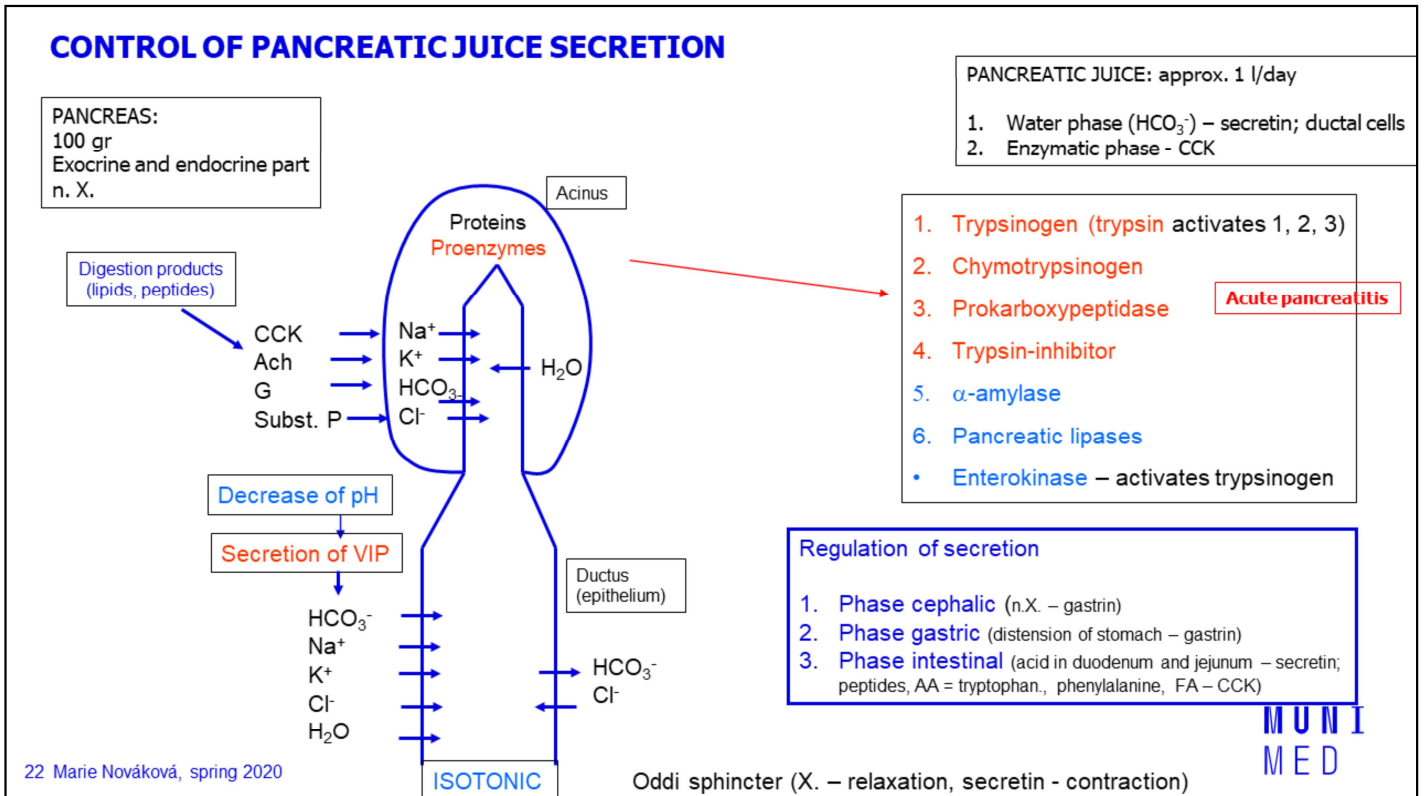 CONTROL OF PANCREATIC JUICE SECRETION
PANCREAS:
100 gr
Exocrine and endocrine part
n. X.
PANCREATIC JUICE: approx. 1 l/day
1. Water phase (HCO₃⁻) – secretin; ductal cells
2. Enzymatic phase - CCK
Acinus
Proteins
Proenzymes
Digestion products
(lipids, peptides)
CCK
Ach
G
Subst. P
Na⁺
K⁺
HCO₃₋
Cl⁻
H₂O
1. Trypsinogen (trypsin activates 1, 2, 3)
2. Chymotrypsinogen
3. Prokarboxypeptidase
4. Trypsin-inhibitor
5. α-amylase
6. Pancreatic lipases
• Enterokinase – activates trypsinogen
Acute pancreatitis
Decrease of pH
Secretion of VIP
HCO₃⁻
Na⁺
K⁺
Cl⁻
H₂O
Ductus
(epithelium)
HCO₃⁻
Cl⁻
ISOTONIC
Regulation of secretion
1. Phase cephalic (n.X. – gastrin)
2. Phase gastric (distension of stomach – gastrin)
3. Phase intestinal (acid in duodenum and jejunum – secretin;
peptides, AA = tryptophan., phenylalanine, FA – CCK)
Oddi sphincter (X. – relaxation, secretin - contraction)
22 Marie Nováková, spring 2020
MUNI
MED